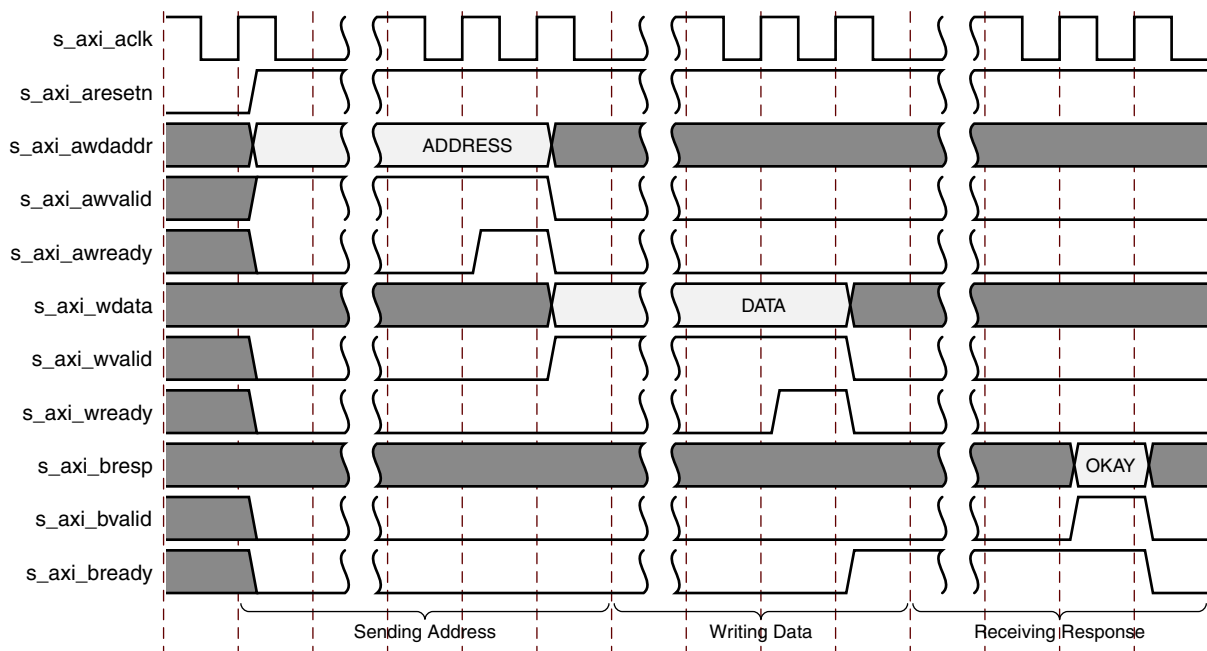 s_axi_aclk
s_axi_aresetn
s_axi_awdaddr
ADDRESS
s_axi_awvalid
s_axi_awready
s_axi_wdata
DATA
s_axi_wvalid
s_axi_wready
s_axi_bresp
OKAY
s_axi_bvalid
s_axi_bready
Sending Address
Writing Data
Receiving Response